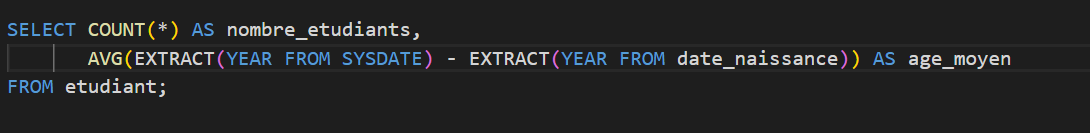 SELECT COUNT(*) AS nombre_etudiants,
AVG(EXTRACT(YEAR FROM SYSDATE) - EXTRACT(YEAR FROM date_naissance)) AS age_moyen
FROM etudiant;